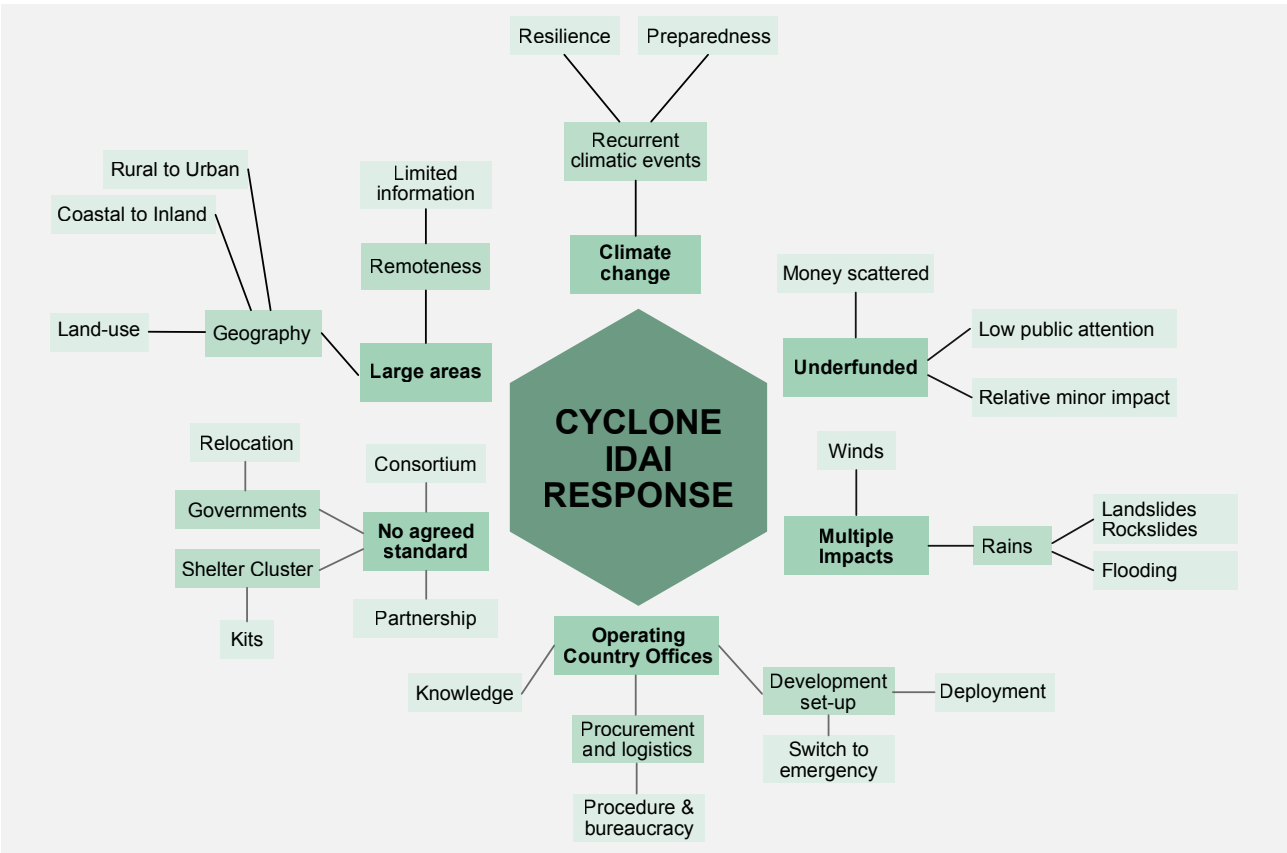 Resilience
Preparedness
Recurrent
climatic events
Climate
change
Rural to Urban
Coastal to Inland
Land-use
Geography
Limited
information
Remoteness
Large areas
Money scattered
Underfunded
Low public attention
Relative minor impact
CYCLONE
IDAI
RESPONSE
Relocation
Governments
Shelter Cluster
Kits
Consortium
No agreed
standard
Partnership
Winds
Multiple
Impacts
Rains
Landslides
Rockslides
Flooding
Operating
Country Offices
Knowledge
Procurement
and logistics
Procedure &
bureaucracy
Development
set-up
Deployment
Switch to
emergency